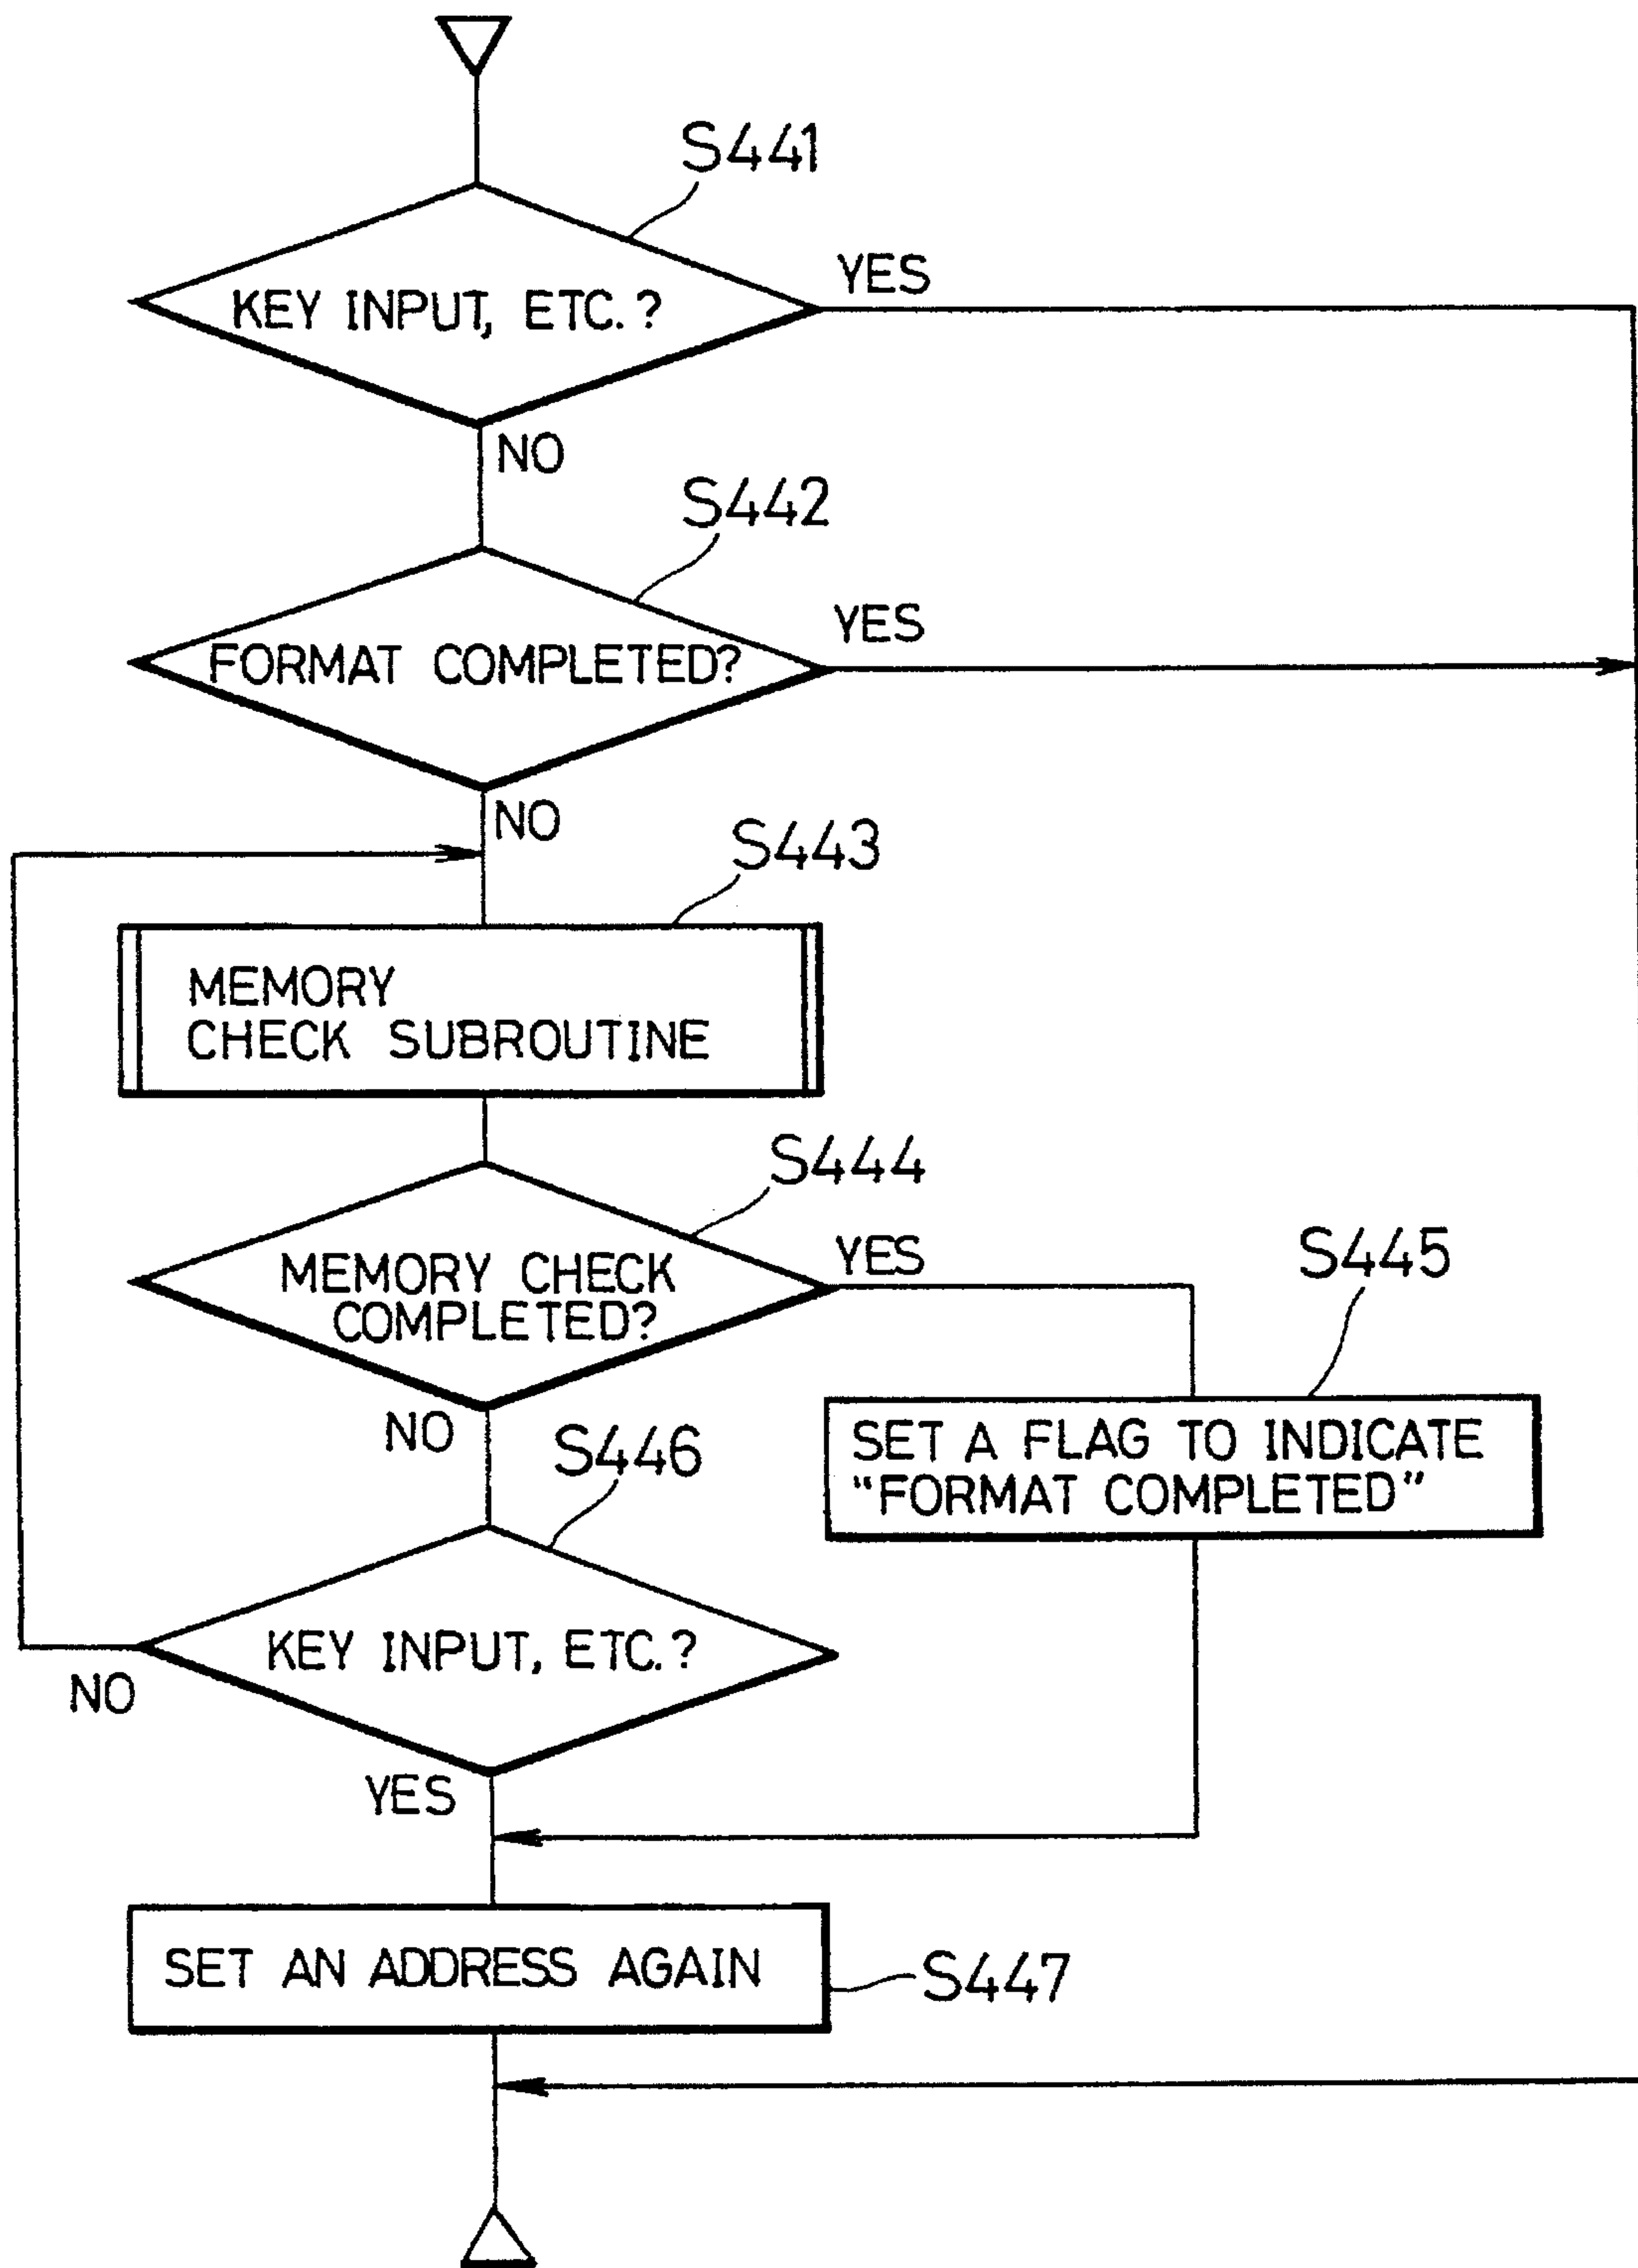 S441
KEY INPUT, ETC.?
YES
NO
S442
FORMAT COMPLETED?
YES
NO
S443
MEMORY
CHECK SUBROUTINE
S444
MEMORY CHECK
COMPLETED?
YES
NO
S445
SET A FLAG TO INDICATE
“FORMAT COMPLETED”
S446
KEY INPUT, ETC.?
NO
YES
SET AN ADDRESS AGAIN
S447